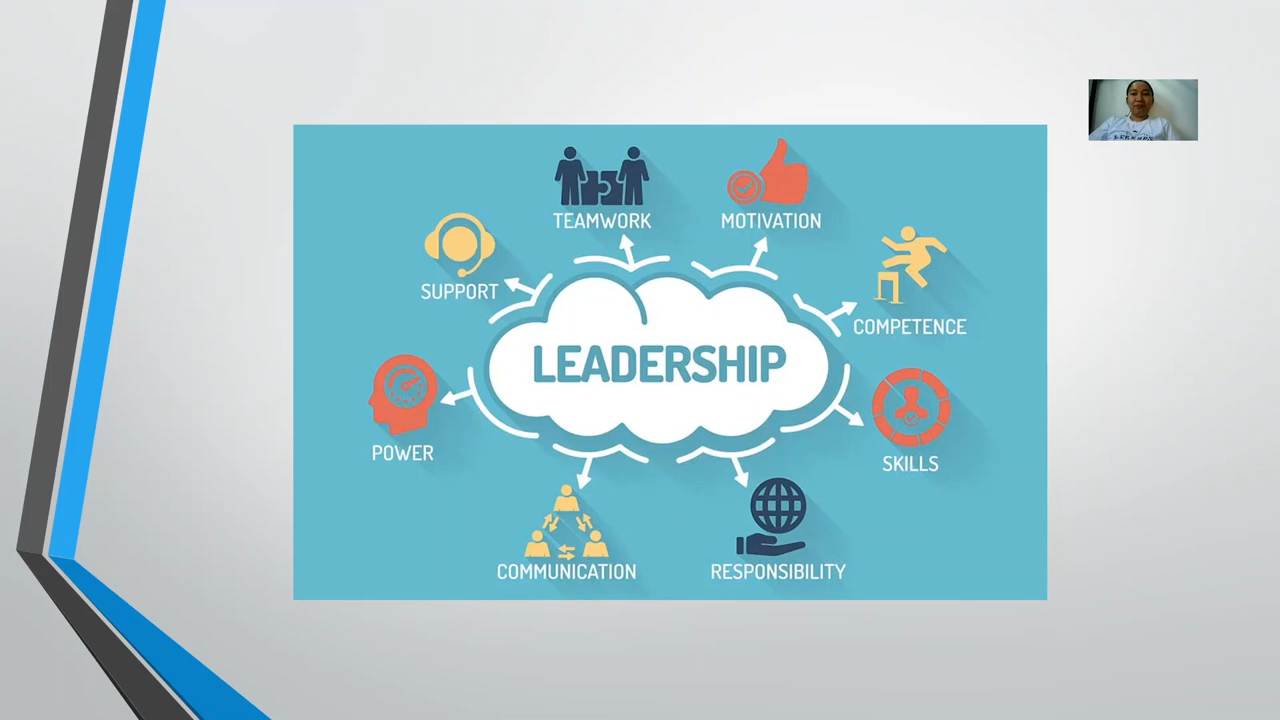 TEAMWORK
MOTIVATION
SUPPORT
COMPETENCE
LEADERSHIP
POWER
SKILLS
COMMUNICATION
RESPONSIBILITY